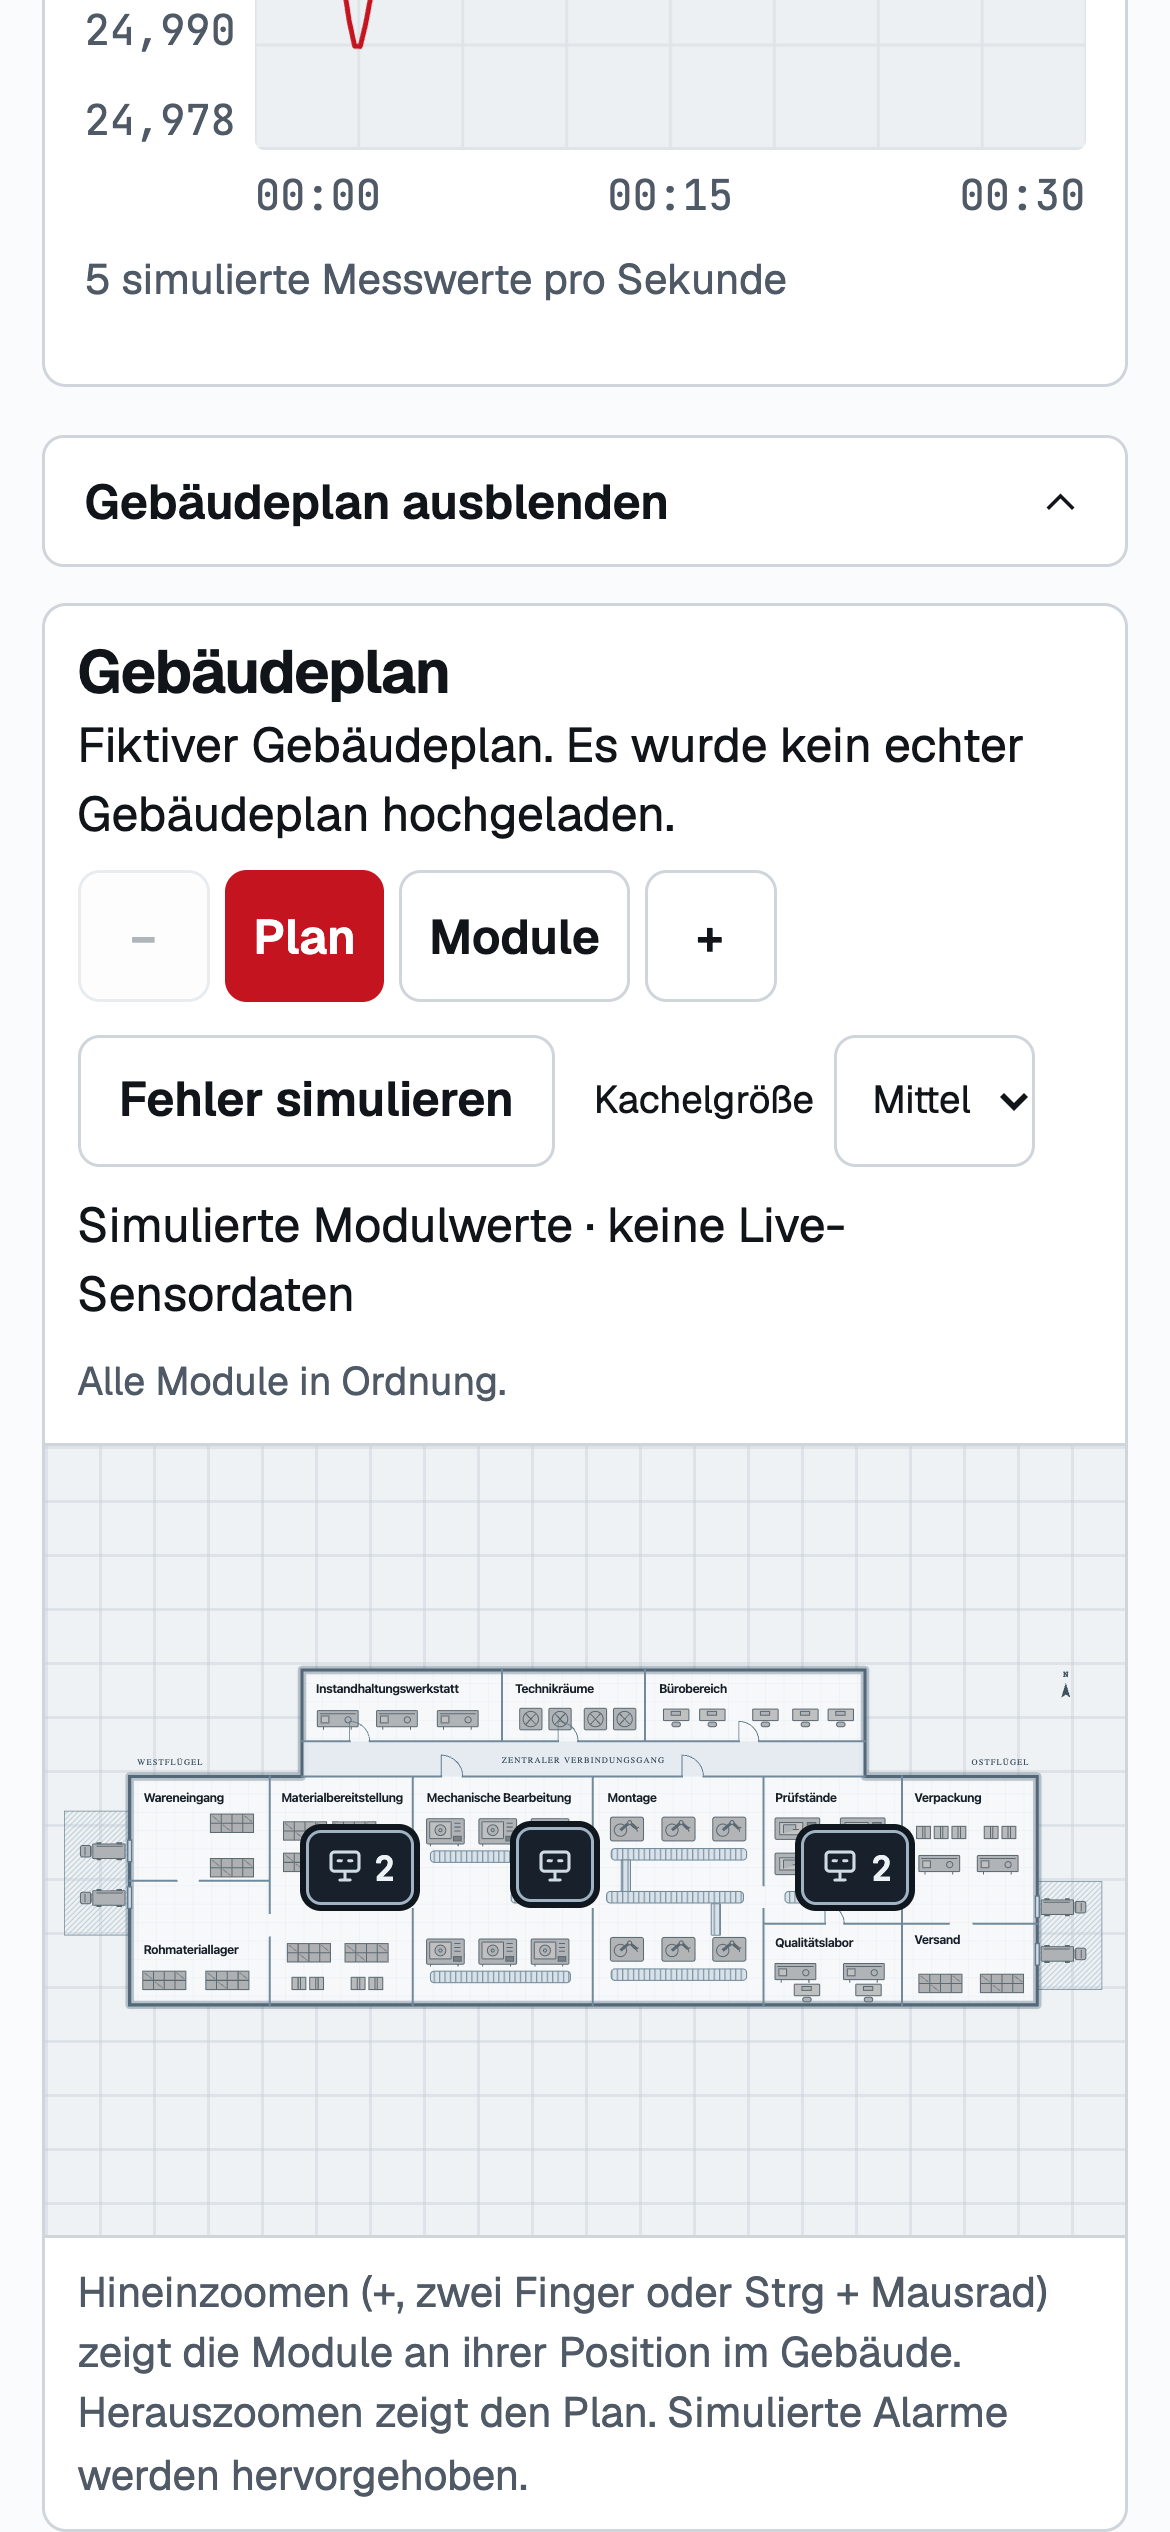 24,990
24,978
00:00 00:15 00:30
5 simulierte Messwerte pro Sekunde
Gebäudeplan ausblenden
Gebäudeplan
Fiktiver Gebäudeplan. Es wurde kein echter
Gebäudeplan hochgeladen.
– Plan Module +
Fehler simulieren Kachelgröße Mittel
Simulierte Modulwerte · keine Live-
Sensordaten
Alle Module in Ordnung.
N
Instandhaltungswerkstatt Technikräume Bürobereich
WESTFLÜGEL ZENTRALER VERBINDUNGSGANG OSTFLÜGEL
Wareneingang Materialbereitstellung Mechanische Bearbeitung Montage Prüfstände Verpackung
2 2
Rohmateriallager Qualitätslabor Versand
Hineinzoomen (+, zwei Finger oder Strg + Mausrad)
zeigt die Module an ihrer Position im Gebäude.
Herauszoomen zeigt den Plan. Simulierte Alarme
werden hervorgehoben.